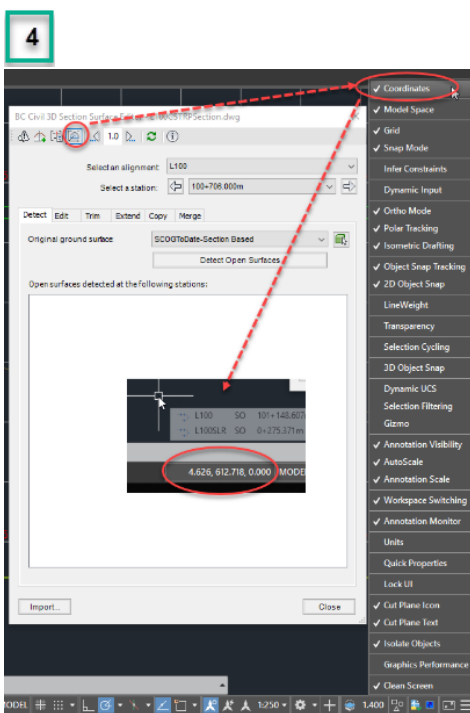 4
Coordinates
Model Space
Grid
Snap Mode
Infer Constraints
Dynamic Input
Ortho Mode
Polar Tracking
Isometric Drafting
Object Snap Tracking
2D Object Snap
LineWeight
Transparency
Selection Cycling
3D Object Snap
Dynamic UCS
Selection Filtering
Gizmo
Annotation Visibility
AutoScale
Annotation Scale
Workspace Switching
Annotation Monitor
Units
Quick Properties
Lock UI
Cut Plane Icon
Cut Plane Text
Isolate Objects
Graphics Performance
Clean Screen
BC Civil 3D Section Surface
1.0
Select an alignment: L100
Select a station: 100+706.000m
Detect Edit Trim Extend Copy Merge
Original ground surface SCOGToDate-Section Based
Detect Open Surfaces
Open surfaces detected at the following stations:
L100 SO 101+148.607
L100SLR SO 0+275.371m
4.626, 612.718, 0.000 MODE
Import... Close
MODEL 1:250 1.400